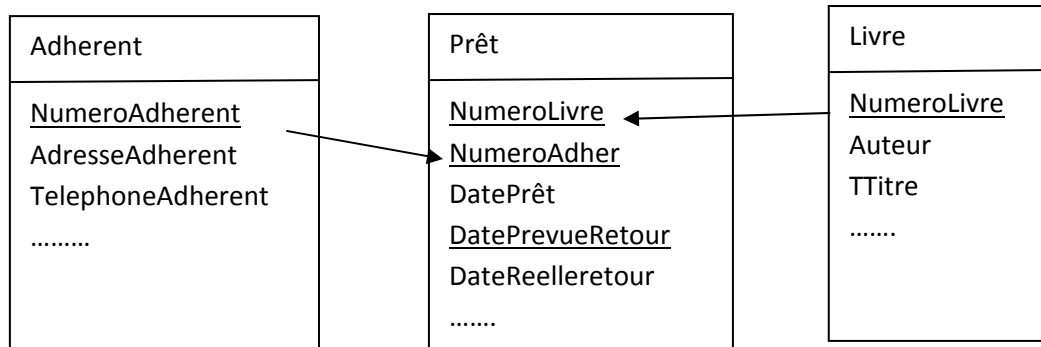 Adherent
NumeroAdherent
AdresseAdherent
TelephoneAdherent
………
Prêt
NumeroLivre
NumeroAdher
DatePrêt
DatePrevueRetour
DateReelleretour
…….
Livre
NumeroLivre
Auteur
TTitre
…….